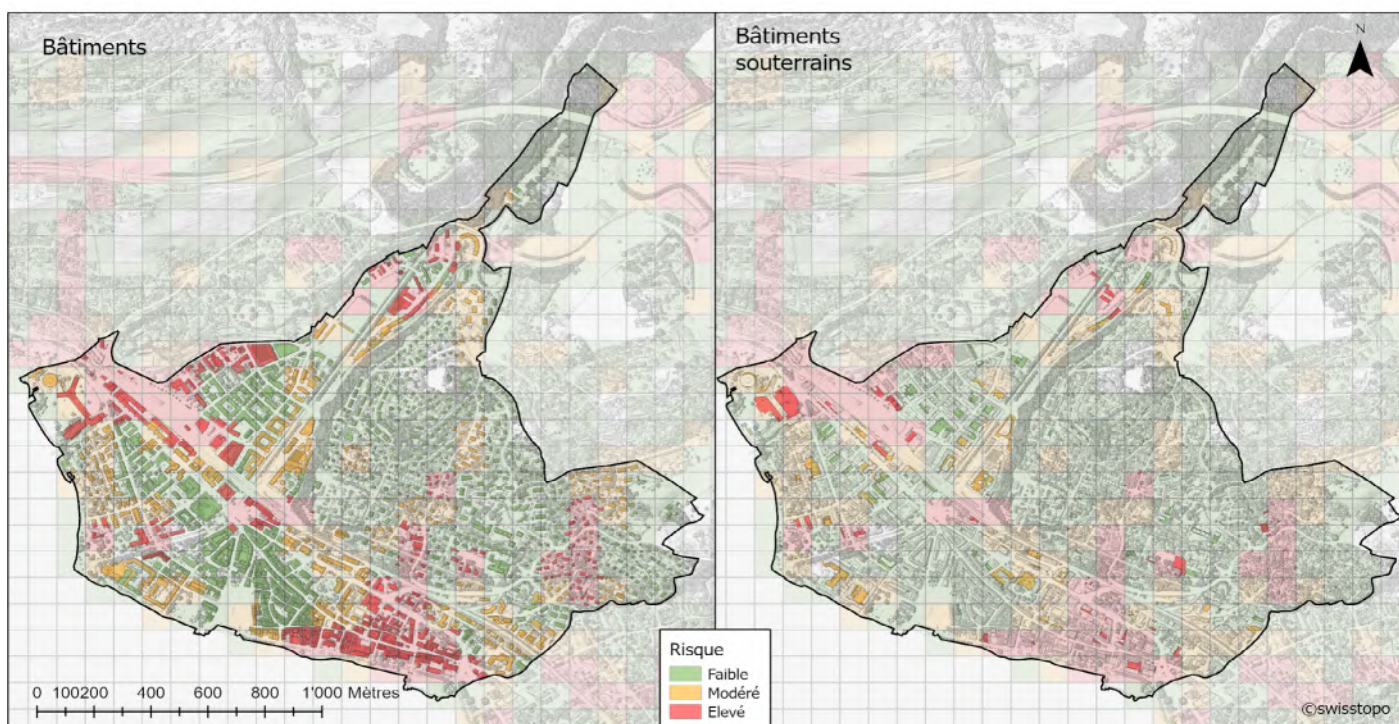 Bâtiments
Bâtiments
souterrains
N
Risque
Faible
Modéré
Elevé
0 100200 400 600 800 1'000 Mètres
©swisstopo